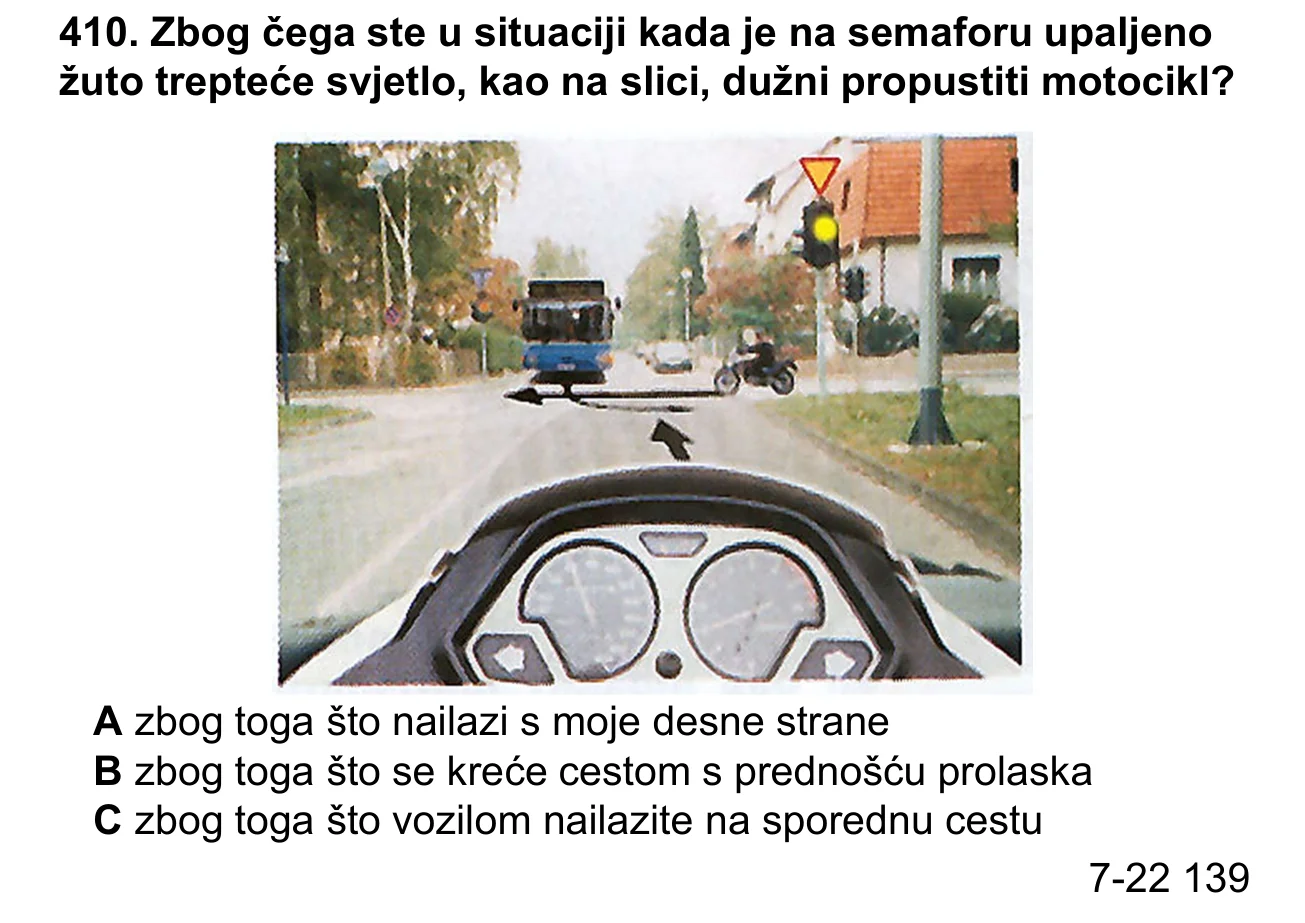 410. Zbog čega ste u situaciji kada je na semaforu upaljeno
žuto trepteće svjetlo, kao na slici, dužni propustiti motocikl?
A zbog toga što nailazi s moje desne strane
B zbog toga što se kreće cestom s prednošću prolaska
C zbog toga što vozilom nailazite na sporednu cestu
7-22 139